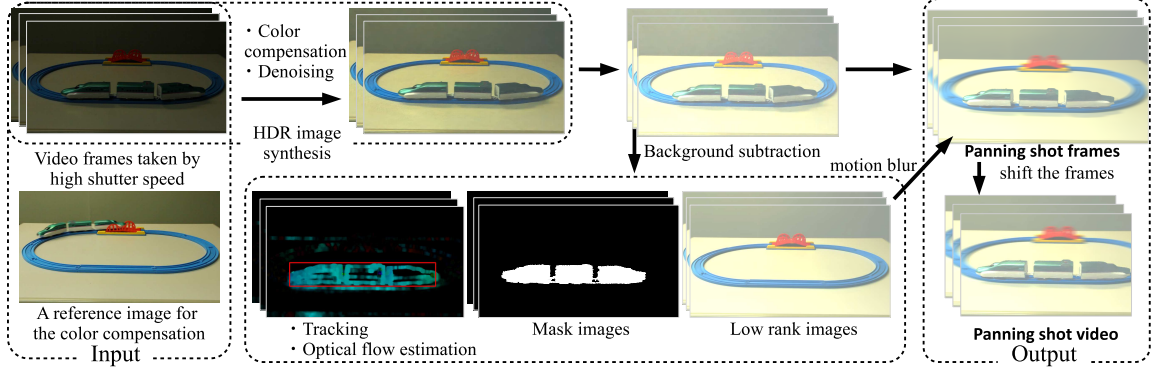 ・ Color
compensation
・ Denoising
HDR image
synthesis
Video frames taken by
high shutter speed
A reference image for
the color compensation
Input
Background subtraction
motion blur
・ Tracking
・ Optical flow estimation
Mask images
Low rank images
Panning shot frames
shift the frames
Panning shot video
Output